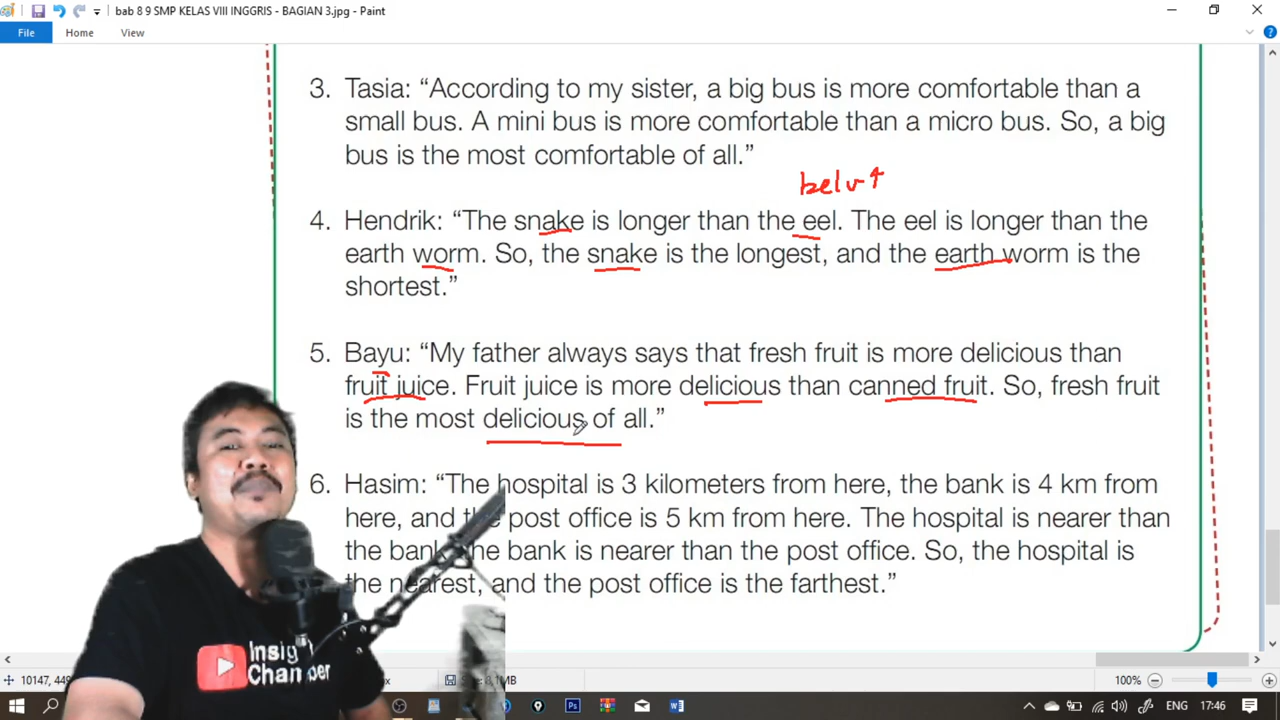 bab 8 9 SMP KELAS VIII INGGRIS - BAGIAN 3.jpg - Paint
File Home View
3. Tasia: “According to my sister, a big bus is more comfortable than a
small bus. A mini bus is more comfortable than a micro bus. So, a big
bus is the most comfortable of all.”
belut
4. Hendrik: “The snake is longer than the eel. The eel is longer than the
earth worm. So, the snake is the longest, and the earth worm is the
shortest.”
5. Bayu: “My father always says that fresh fruit is more delicious than
fruit juice. Fruit juice is more delicious than canned fruit. So, fresh fruit
is the most delicious of all.”
6. Hasim: “The hospital is 3 kilometers from here, the bank is 4 km from
here, and the post office is 5 km from here. The hospital is nearer than
the bank, the bank is nearer than the post office. So, the hospital is
the nearest, and the post office is the farthest.”
Insig
Cham er
8,1MB
100%
ENG 17:46